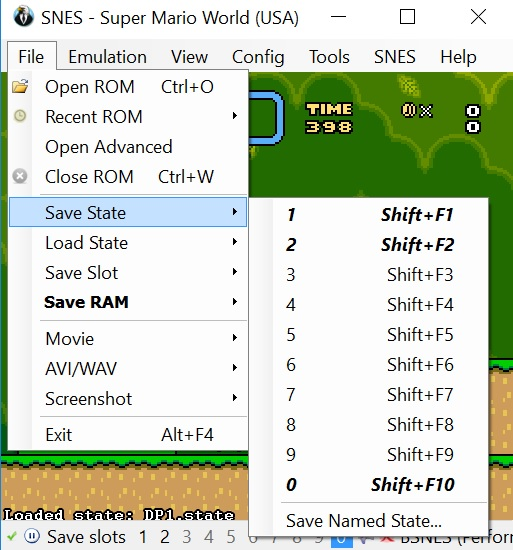 SNES - Super Mario World (USA)
File Emulation View Config Tools SNES Help
Open ROM Ctrl+O
Recent ROM
Open Advanced
Close ROM Ctrl+W
Save State
Load State
Save Slot
Save RAM
Movie
AVI/WAV
Screenshot
Exit Alt+F4
1 Shift+F1
2 Shift+F2
3 Shift+F3
4 Shift+F4
5 Shift+F5
6 Shift+F6
7 Shift+F7
8 Shift+F8
9 Shift+F9
0 Shift+F10
Save Named State...
TIME 0x 0
398 0
Loaded state: DP1.state
Save slots 1 2 3 4 5 6 7 8 9 0 BSNES (Perform